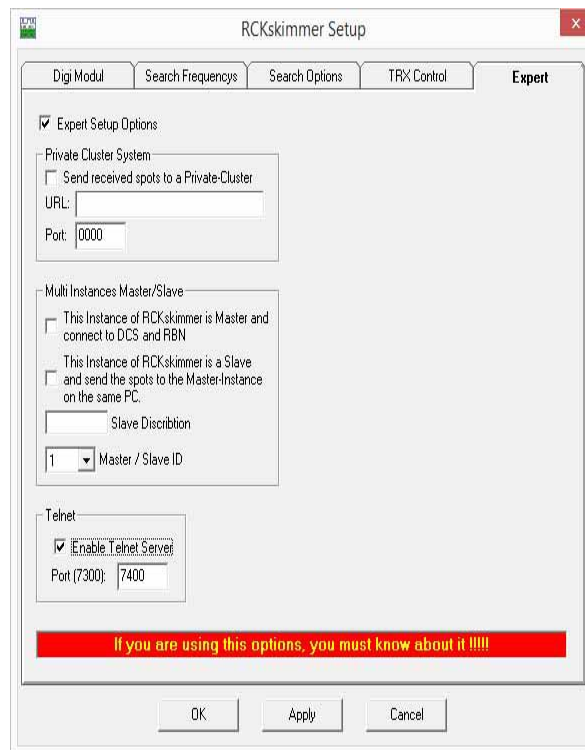 RCKskimmer Setup
x
Digi Modul
Search Frequencys
Search Options
TRX Control
Expert
Expert Setup Options
Private Cluster System
Send received spots to a Private-Cluster
URL:
Port: 0000
Multi Instances Master/Slave
This Instance of RCKskimmer is Master and
connect to DCS and RBN
This Instance of RCKskimmer is a Slave
and send the spots to the Master-Instance
on the same PC.
Slave Discribtion
1 Master / Slave ID
Telnet
Enable Telnet Server
Port (7300): 7400
If you are using this options, you must know about it !!!!!
OK
Apply
Cancel